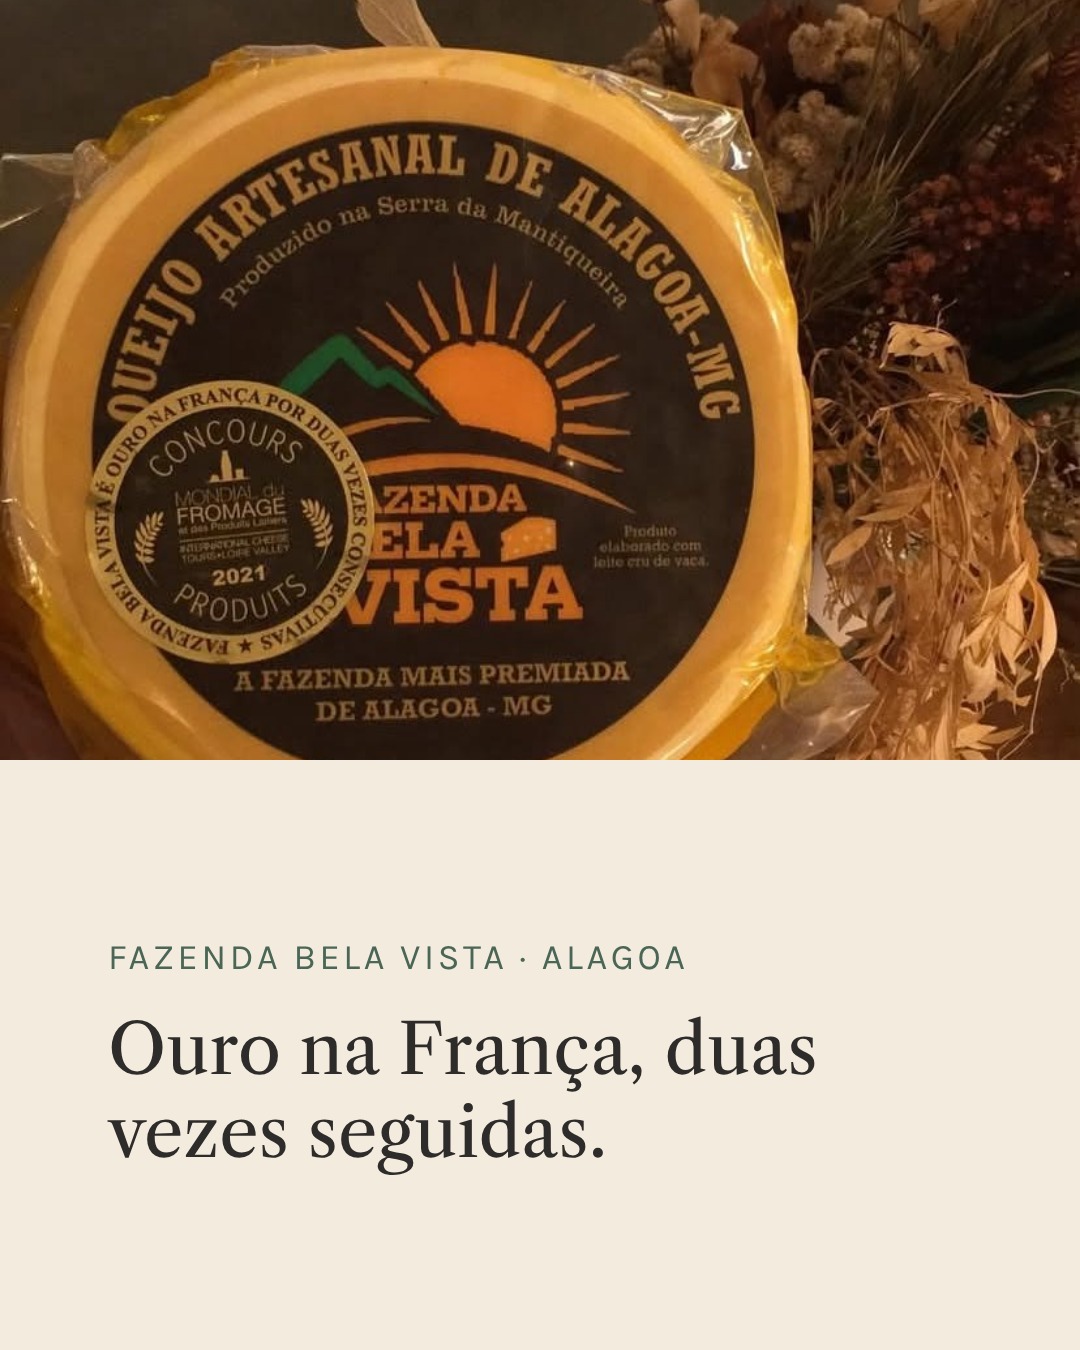 QUEIJO ARTESANAL DE ALAGOA-MG
Produzido na Serra da Mantiqueira
FAZENDA BELA VISTA É OURO NA FRANÇA POR DUAS VEZES CONSECUTIVAS ★
CONCOURS
MONDIAL du
FROMAGE
et des Produits Laitiers
INTERNATIONAL CHEESE
TOURS•LOIRE VALLEY
2021
PRODUITS
AZENDA
ELA
VISTA
Produto
elaborado com
leite cru de vaca.
A FAZENDA MAIS PREMIADA
DE ALAGOA - MG
FAZENDA BELA VISTA · ALAGOA
Ouro na França, duas
vezes seguidas.